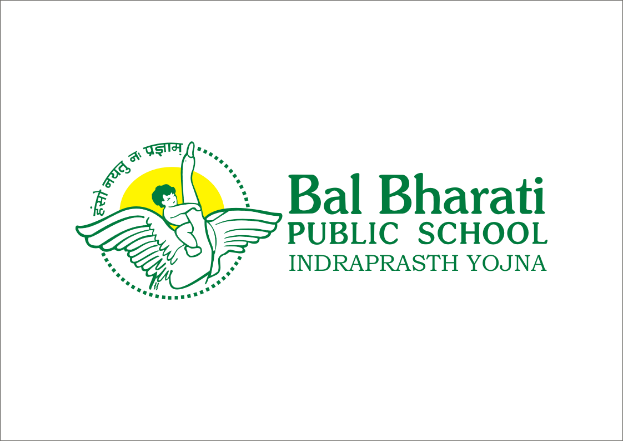 हंसो नयतु नः प्रज्ञाम्
Bal Bharati
PUBLIC SCHOOL
INDRAPRASTH YOJNA